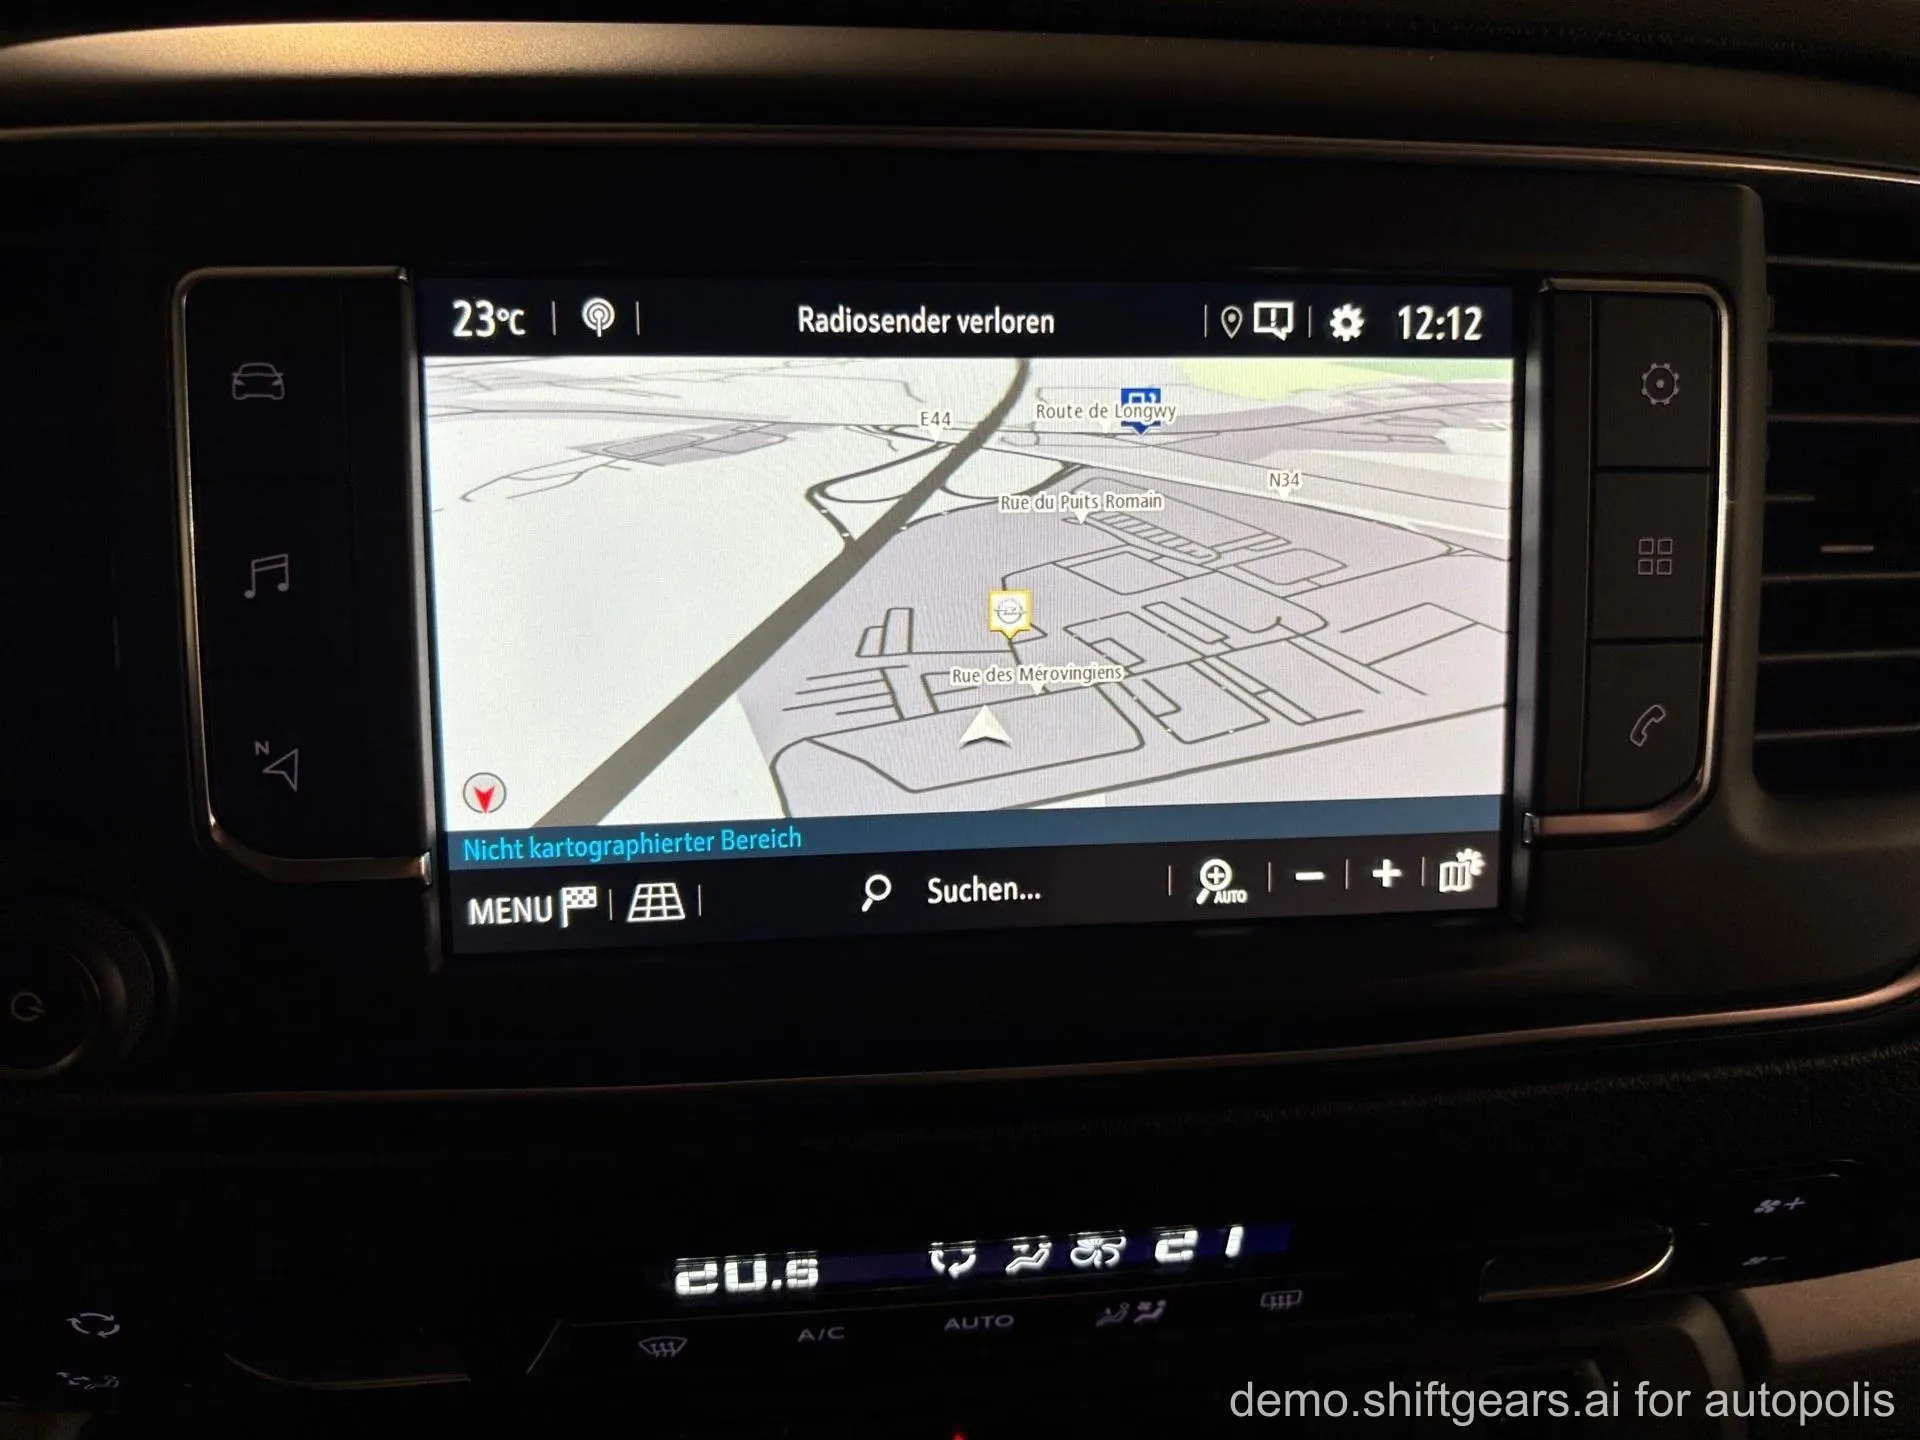 23°C
Radiosender verloren
12:12
E44
Route de Longwy
N34
Rue du Puits Romain
Rue des Mérovingiens
N
Nicht kartographierter Bereich
MENU
Suchen...
AUTO
20.5
21
A/C
AUTO
demo.shiftgears.ai for autopolis